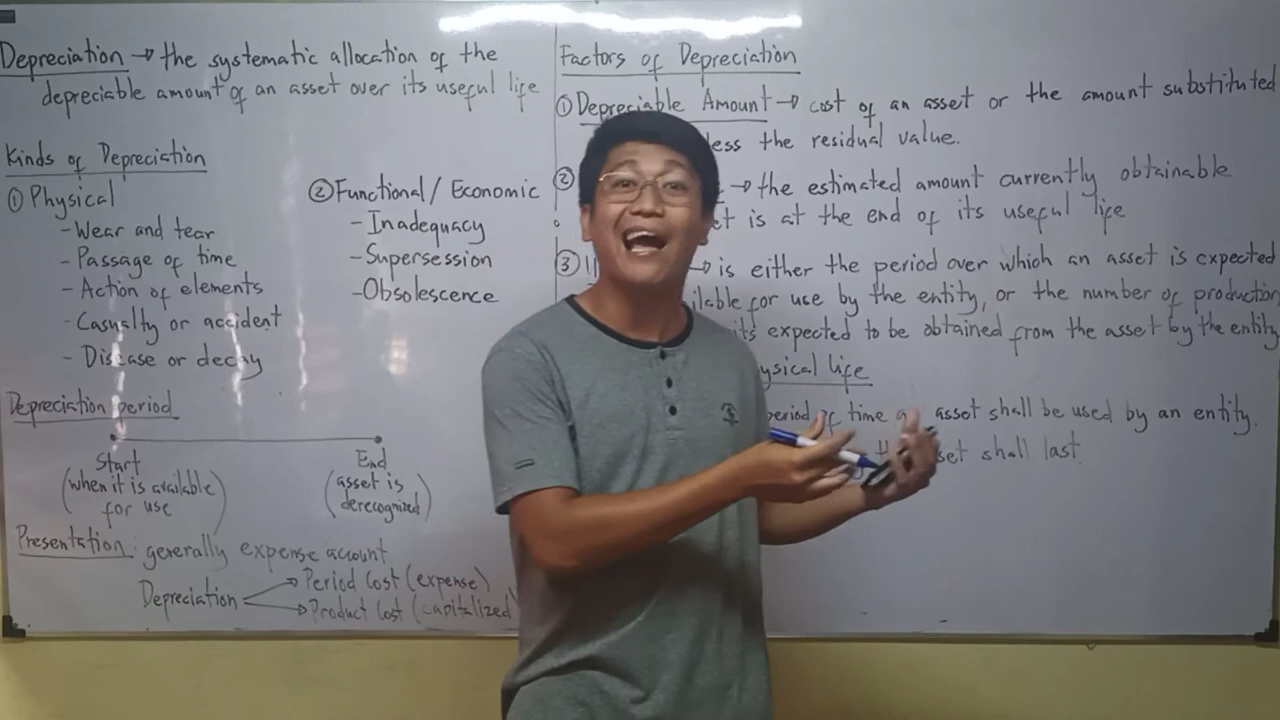 Depreciation → the systematic allocation of the
depreciable amount of an asset over its useful life
Kinds of Depreciation
① Physical
- Wear and tear
- Passage of time
- Action of elements
- Casualty or accident
- Disease or decay
② Functional / Economic
- Inadequacy
- Supersession
- Obsolescence
Depreciation period
Start
(when it is available
for use)
End
(asset is
derecognized)
Presentation: generally expense account
Depreciation
→ Period Cost (expense)
→ Product Cost (capitalized)
Factors of Depreciation
① Depreciable Amount → cost of an asset or the amount substituted
less the residual value.
② → the estimated amount currently obtainable
is at the end of its useful life
③ → is either the period over which an asset is expected
for use by the entity, or the number of production
expected to be obtained from the asset by the entity
life
period of time asset shall be used by an entity.
shall last.